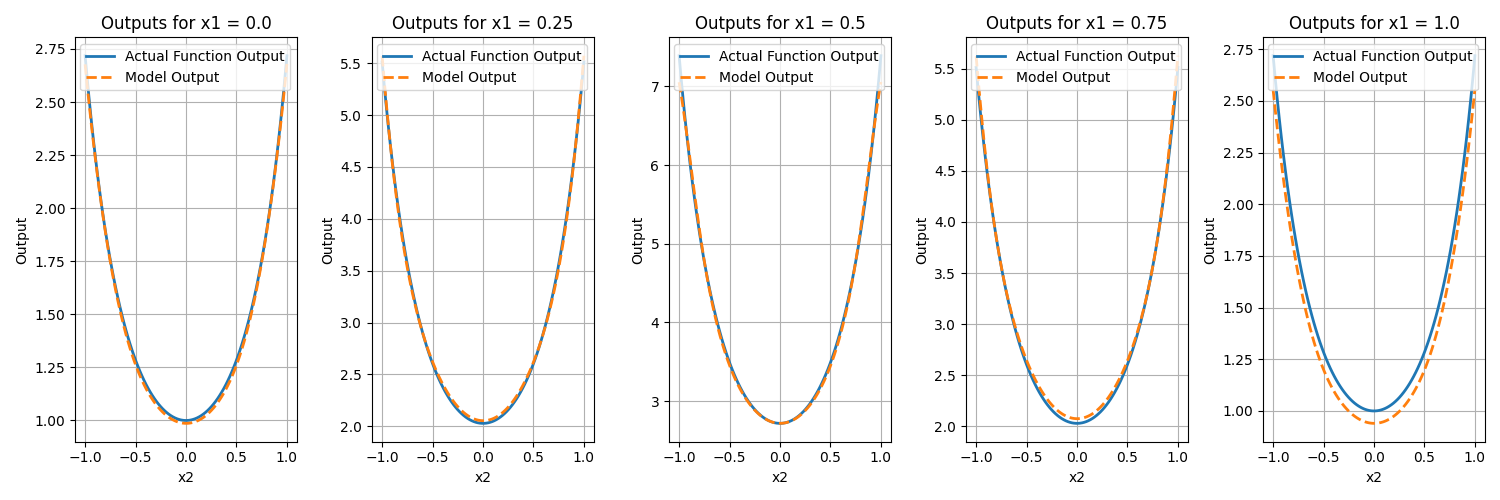 Outputs for x1 = 0.0
Actual Function Output
Model Output
2.75
2.50
2.25
2.00
1.75
1.50
1.25
1.00
Output
−1.0 −0.5 0.0 0.5 1.0
x2
Outputs for x1 = 0.25
Actual Function Output
Model Output
5.5
5.0
4.5
4.0
3.5
3.0
2.5
2.0
Output
−1.0 −0.5 0.0 0.5 1.0
x2
Outputs for x1 = 0.5
Actual Function Output
Model Output
7
6
5
4
3
Output
−1.0 −0.5 0.0 0.5 1.0
x2
Outputs for x1 = 0.75
Actual Function Output
Model Output
5.5
5.0
4.5
4.0
3.5
3.0
2.5
2.0
Output
−1.0 −0.5 0.0 0.5 1.0
x2
Outputs for x1 = 1.0
Actual Function Output
Model Output
2.75
2.50
2.25
2.00
1.75
1.50
1.25
1.00
Output
−1.0 −0.5 0.0 0.5 1.0
x2